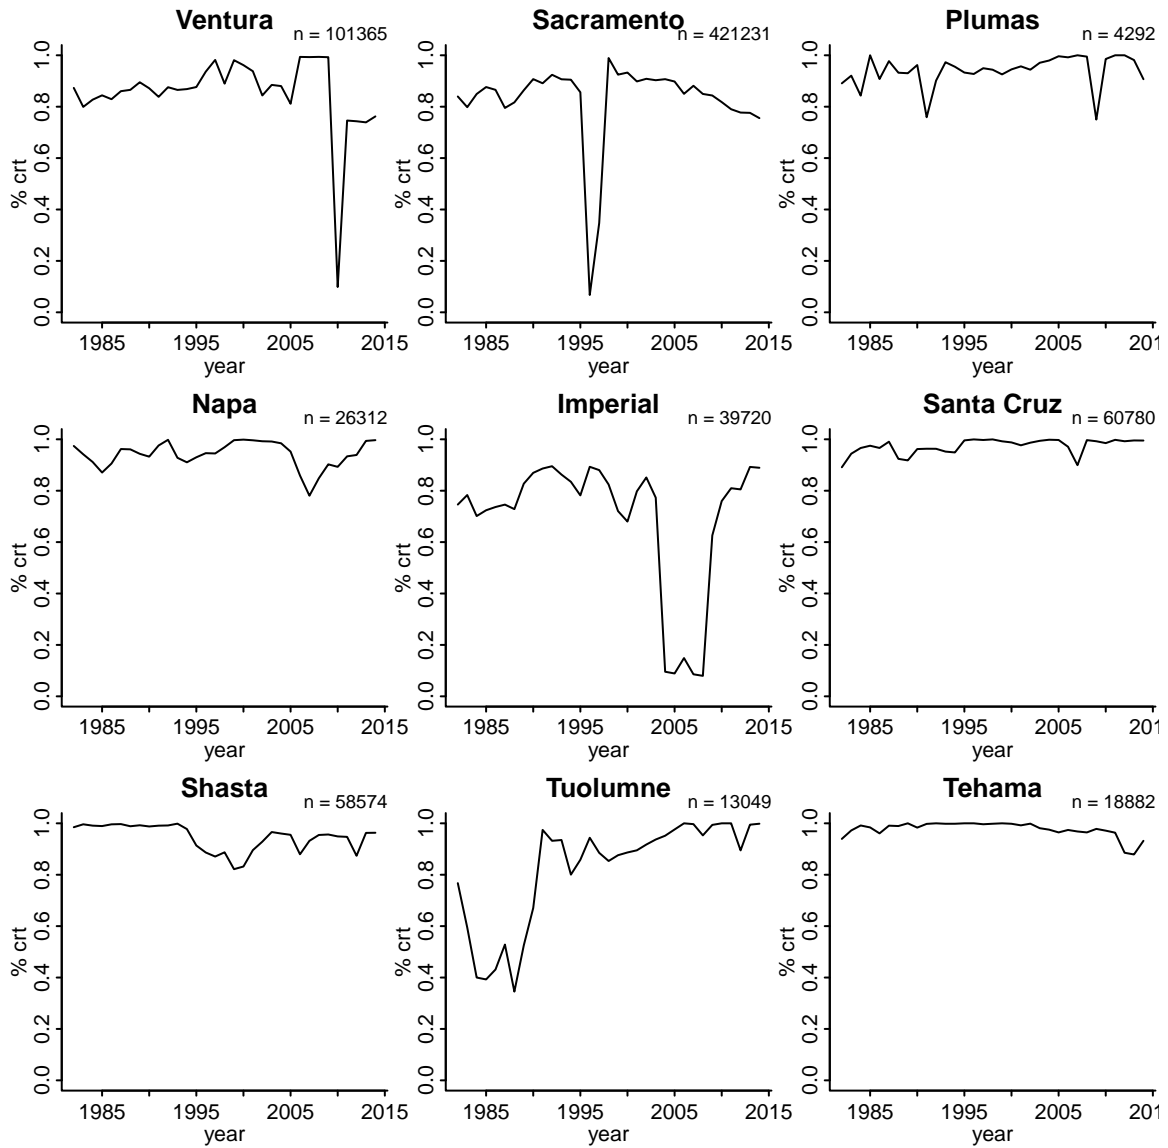 Ventura
n = 101365
% crt
0.0 0.2 0.4 0.6 0.8 1.0
1985 1995 2005 2015
year
Sacramento
n = 421231
% crt
0.0 0.2 0.4 0.6 0.8 1.0
1985 1995 2005 2015
year
Plumas
n = 4292
% crt
0.0 0.2 0.4 0.6 0.8 1.0
1985 1995 2005 201
year
Napa
n = 26312
% crt
0.0 0.2 0.4 0.6 0.8 1.0
1985 1995 2005 2015
year
Imperial
n = 39720
% crt
0.0 0.2 0.4 0.6 0.8 1.0
1985 1995 2005 2015
year
Santa Cruz
n = 60780
% crt
0.0 0.2 0.4 0.6 0.8 1.0
1985 1995 2005 201
year
Shasta
n = 58574
% crt
0.0 0.2 0.4 0.6 0.8 1.0
1985 1995 2005 2015
year
Tuolumne
n = 13049
% crt
0.0 0.2 0.4 0.6 0.8 1.0
1985 1995 2005 2015
year
Tehama
n = 18882
% crt
0.0 0.2 0.4 0.6 0.8 1.0
1985 1995 2005 201
year